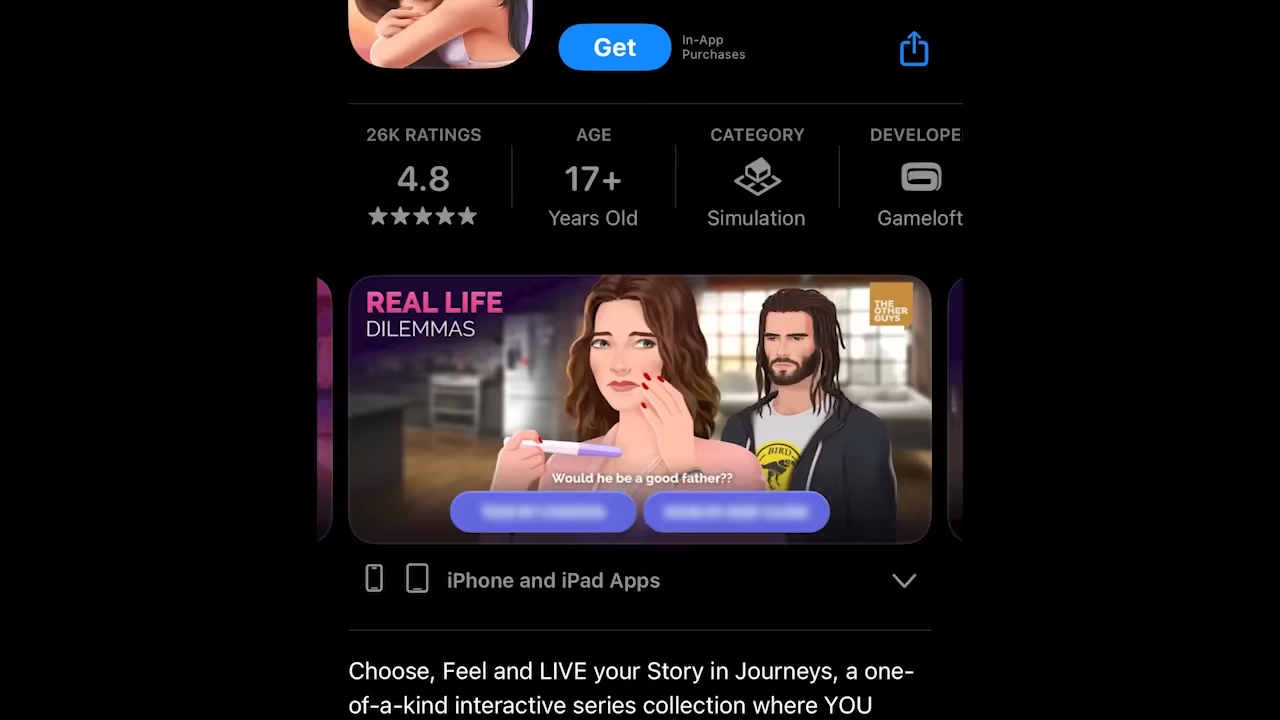 Get
In-App
Purchases
26K RATINGS
AGE
CATEGORY
DEVELOPE
4.8
17+
Years Old
Simulation
Gameloft
REAL LIFE
DILEMMAS
THE
OTHER
GUYS
BIRD
Would he be a good father??
iPhone and iPad Apps
Choose, Feel and LIVE your Story in Journeys, a one-
of-a-kind interactive series collection where YOU